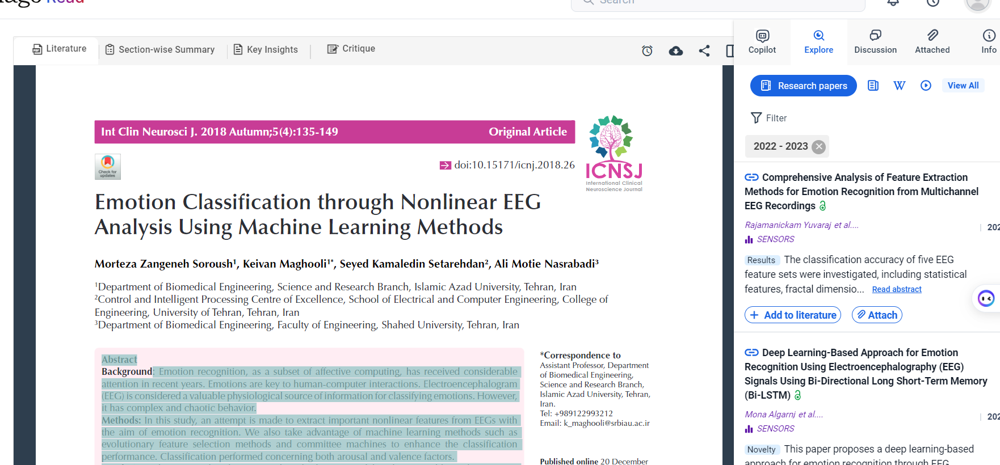 Read
Search
Literature
Section-wise Summary
Key Insights
Critique
Copilot
Explore
Discussion
Attached
Info
Research papers
W
View All
Filter
2022 - 2023
Int Clin Neurosci J. 2018 Autumn;5(4):135-149
Original Article
Check for
updates
doi:10.15171/icnj.2018.26
ICNSJ
International Clinical
Neuroscience Journal
Emotion Classification through Nonlinear EEG
Analysis Using Machine Learning Methods
Morteza Zangeneh Soroush¹, Keivan Maghooli¹*, Seyed Kamaledin Setarehdan², Ali Motie Nasrabadi³
¹Department of Biomedical Engineering, Science and Research Branch, Islamic Azad University, Tehran, Iran
²Control and Intelligent Processing Centre of Excellence, School of Electrical and Computer Engineering, College of
Engineering, University of Tehran, Tehran, Iran
³Department of Biomedical Engineering, Faculty of Engineering, Shahed University, Tehran, Iran
Abstract
Background: Emotion recognition, as a subset of affective computing, has received considerable
attention in recent years. Emotions are key to human-computer interactions. Electroencephalogram
(EEG) is considered a valuable physiological source of information for classifying emotions. However,
it has complex and chaotic behavior.
Methods: In this study, an attempt is made to extract important nonlinear features from EEGs with
the aim of emotion recognition. We also take advantage of machine learning methods such as
evolutionary feature selection methods and committee machines to enhance the classification
performance. Classification performed concerning both arousal and valence factors.
*Correspondence to
Assistant Professor, Department
of Biomedical Engineering,
Science and Research Branch,
Islamic Azad University, Tehran,
Iran.
Tel: +989122993212
Email: k_maghooli@srbiau.ac.ir
Published online 20 December
Comprehensive Analysis of Feature Extraction
Methods for Emotion Recognition from Multichannel
EEG Recordings
Rajamanickam Yuvaraj et al....
202
SENSORS
Results The classification accuracy of five EEG
feature sets were investigated, including statistical
features, fractal dimensio... Read abstract
+ Add to literature
Attach
Deep Learning-Based Approach for Emotion
Recognition Using Electroencephalography (EEG)
Signals Using Bi-Directional Long Short-Term Memory
(Bi-LSTM)
Mona Algarnj et al....
202
SENSORS
Novelty This paper proposes a deep learning-based
approach for emotion recognition through EEG